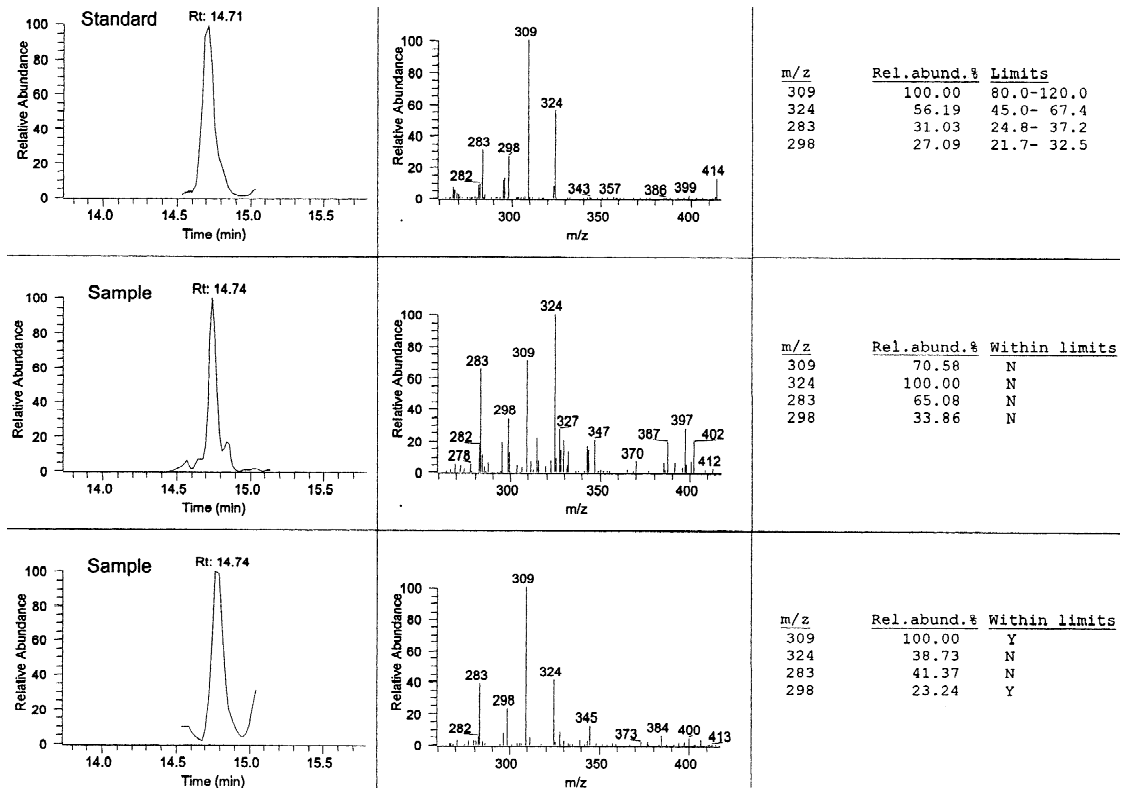 Standard
Rt: 14.71
Relative Abundance
100
80
60
40
20
0
14.0 14.5 15.0 15.5
Time (min)
Relative Abundance
100
80
60
40
20
0
309
324
283
298
282
343 357 386 399 414
300 350 400
m/z
m/z Rel.abund.% Limits
309 100.00 80.0-120.0
324 56.19 45.0- 67.4
283 31.03 24.8- 37.2
298 27.09 21.7- 32.5
Sample
Rt: 14.74
Relative Abundance
100
80
60
40
20
0
14.0 14.5 15.0 15.5
Time (min)
Relative Abundance
100
80
60
40
20
0
324
283 309
298 327 347 387 397 402
282
278 370 412
300 350 400
m/z
m/z Rel.abund.% Within limits
309 70.58 N
324 100.00 N
283 65.08 N
298 33.86 N
Sample
Rt: 14.74
Relative Abundance
100
80
60
40
20
0
14.0 14.5 15.0 15.5
Time (min)
Relative Abundance
100
80
60
40
20
0
309
283 324
298
282 345 373 384 400 413
300 350 400
m/z
m/z Rel.abund.% Within limits
309 100.00 Y
324 38.73 N
283 41.37 N
298 23.24 Y